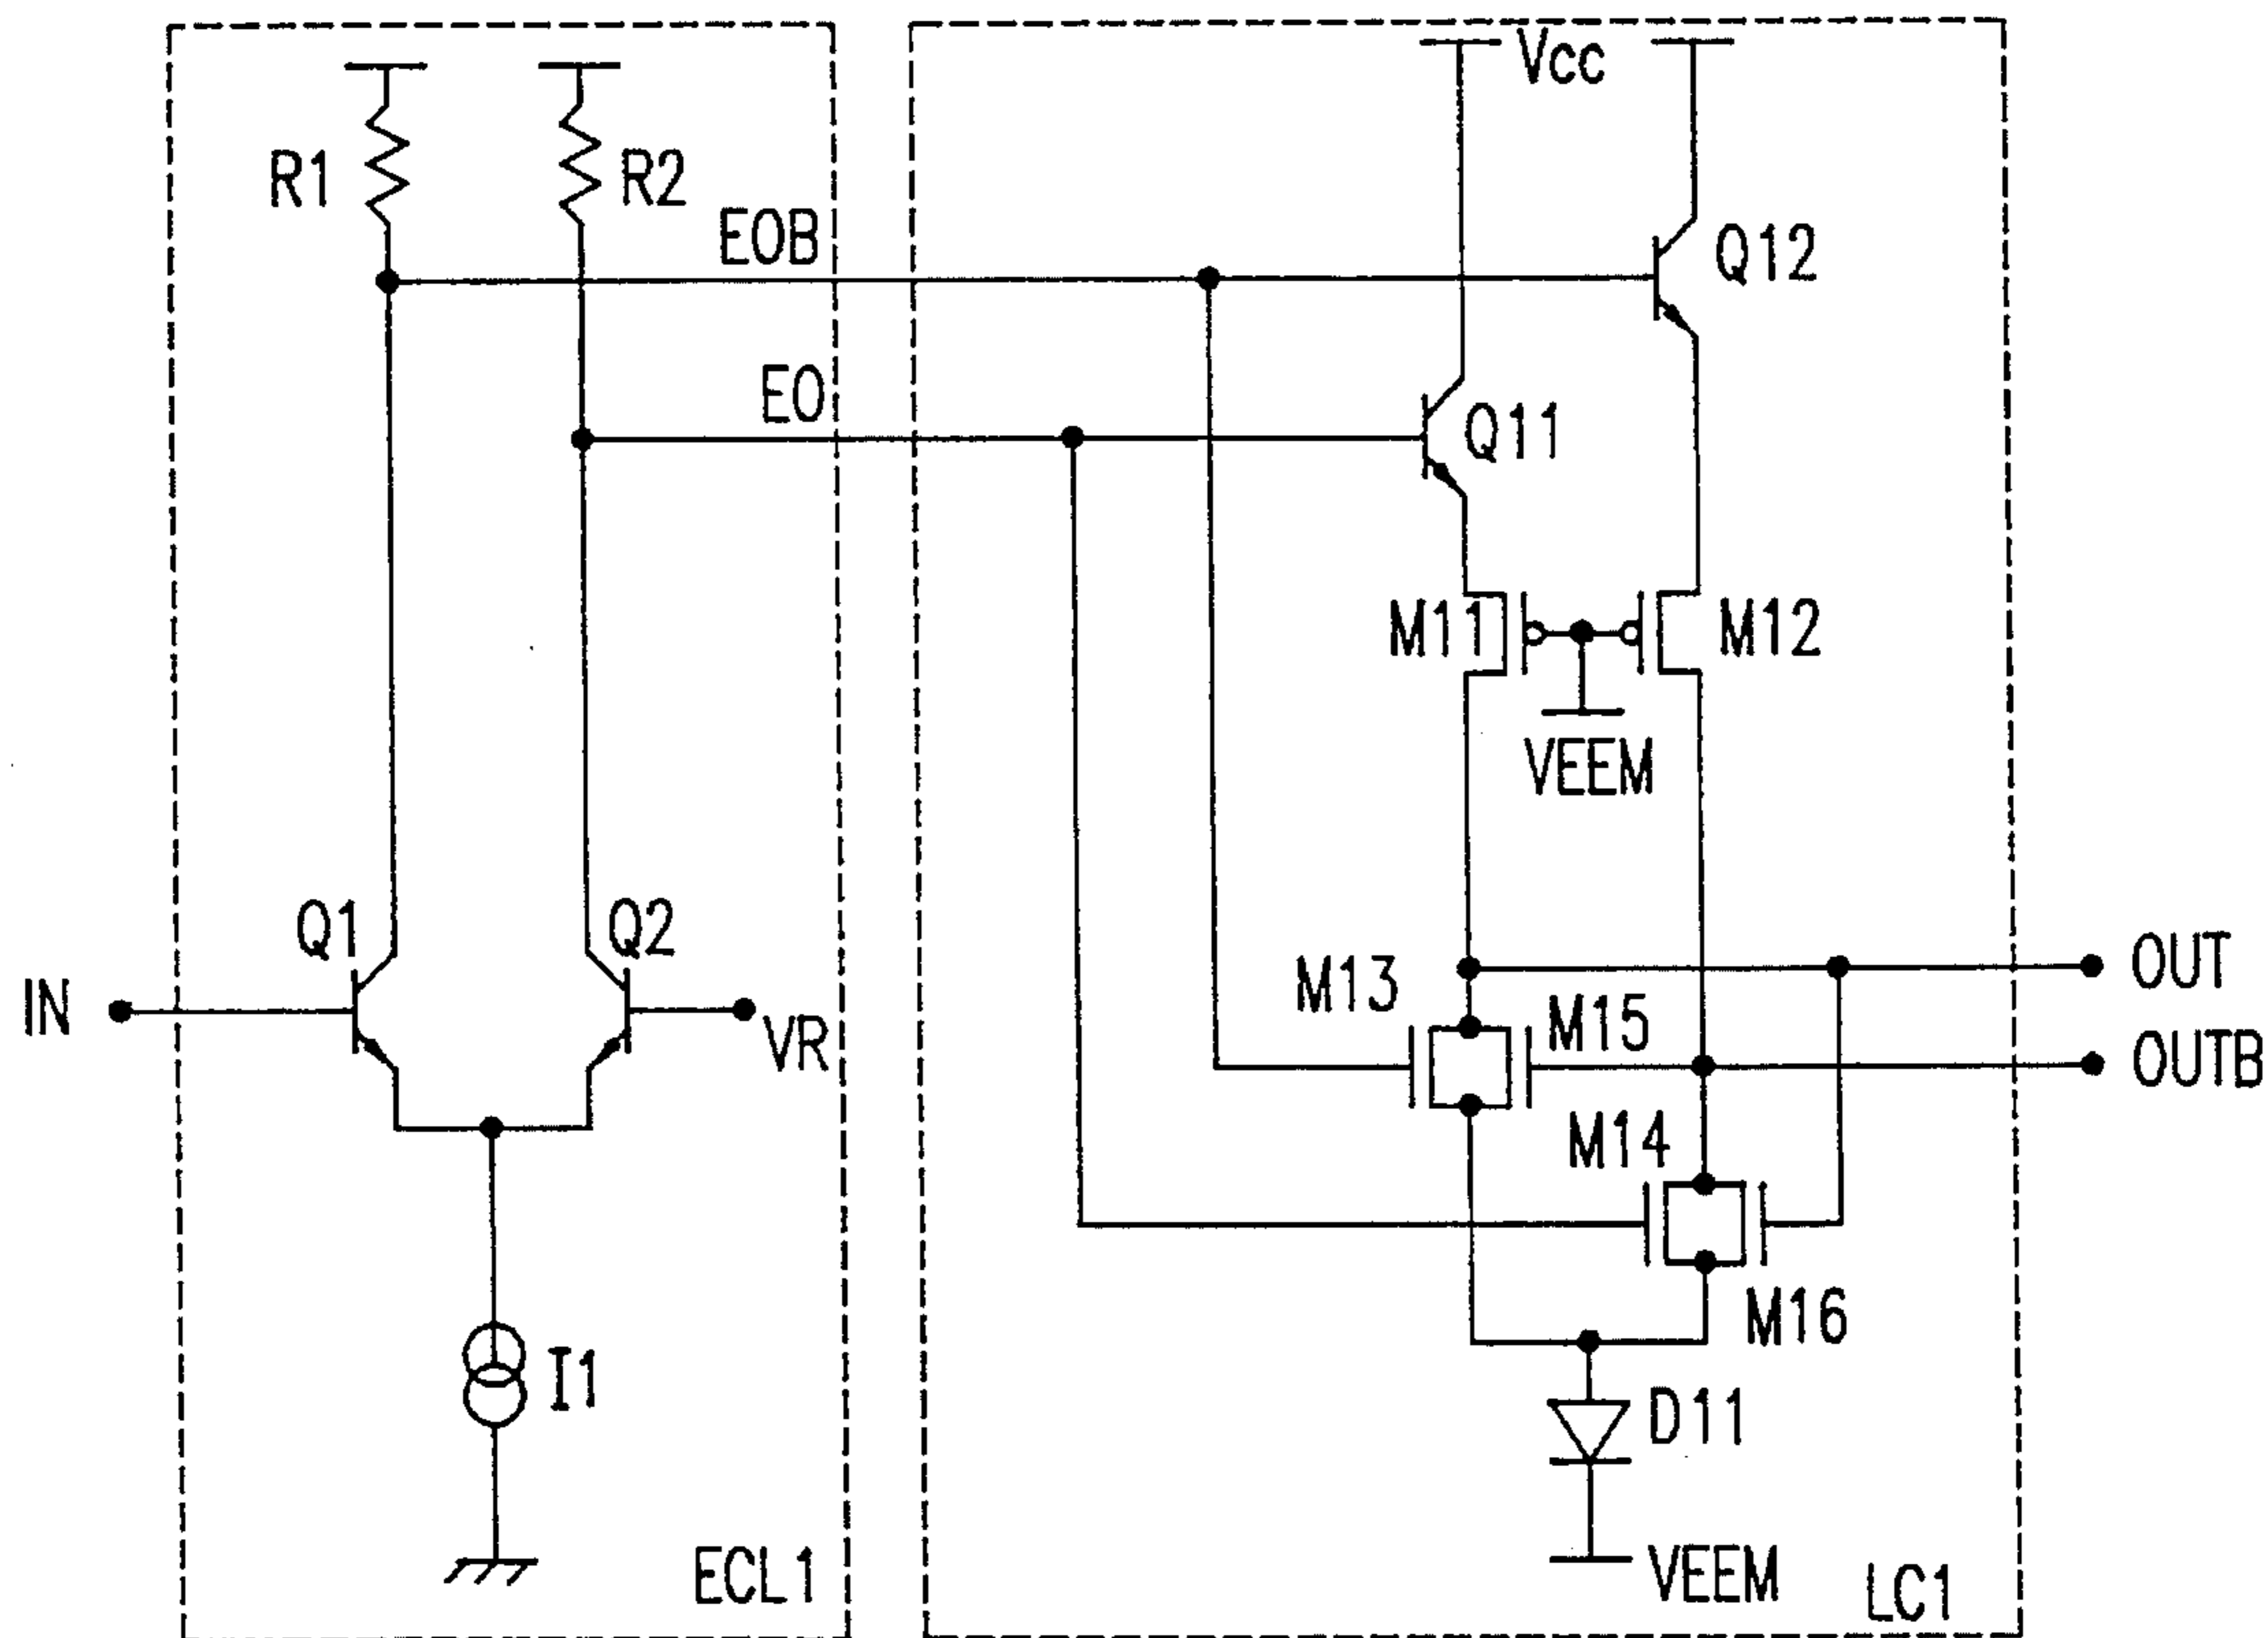 Vcc
R1
R2
EOB
Q12
EO
Q11
M11
M12
VEEM
Q1
Q2
IN
VR
M13
M15
OUT
OUTB
M14
M16
I1
D11
VEEM
ECL1
LC1